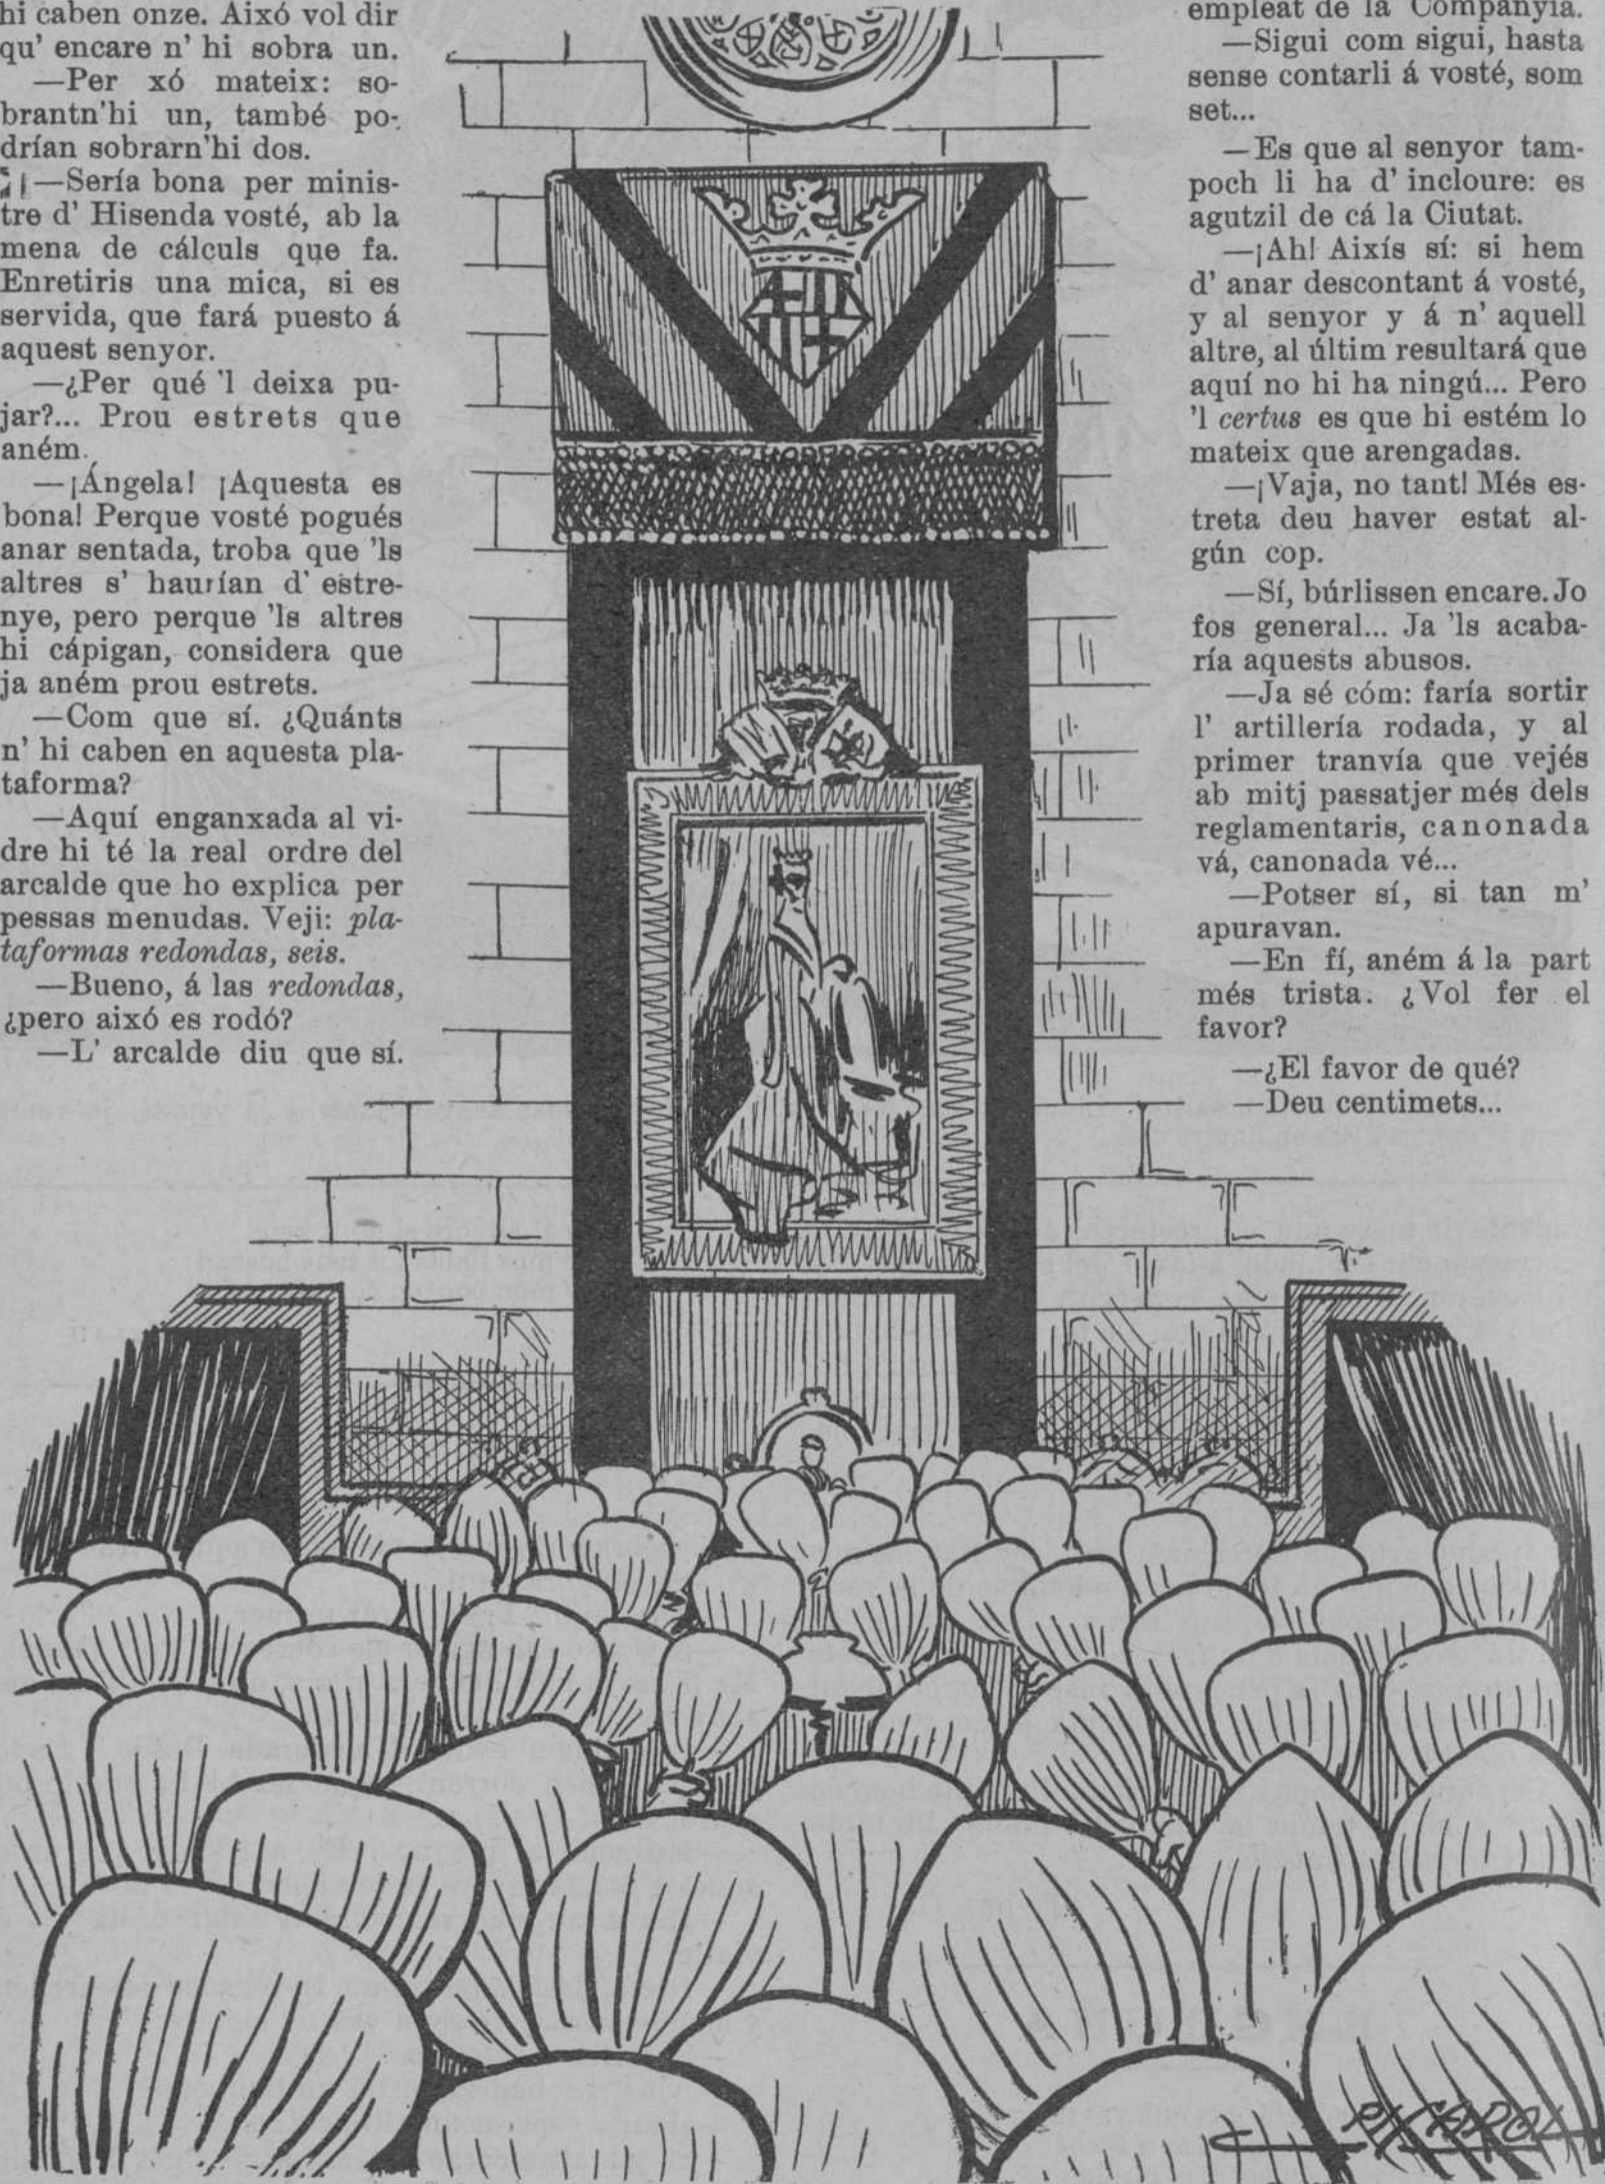 hi caben onze. Aixó vol dir
qu' encare n' hi sobra un.
—Per xó mateix: so-
brantn'hi un, també po-
drían sobrarn'hi dos.
—Sería bona per minis-
tre d' Hisenda vosté, ab la
mena de cálculs que fa.
Enretiris una mica, si es
servida, que fará puesto á
aquest senyor.
—¿Per qué 'l deixa pu-
jar?... Prou estrets que
aném.
—¡Ángela! ¡Aquesta es
bona! Perque vosté pogués
anar sentada, troba que 'ls
altres s' haurían d' estre-
nye, pero perque 'ls altres
hi cápigan, considera que
ja aném prou estrets.
—Com que sí. ¿Quánts
n' hi caben en aquesta pla-
taforma?
—Aquí enganxada al vi-
dre hi té la real ordre del
arcalde que ho explica per
pessas menudas. Veji: pla-
taformas redondas, seis.
—Bueno, á las redondas,
¿pero aixó es rodó?
—L' arcalde diu que sí.
empleat de la Companyía.
—Sigui com sigui, hasta
sense contarli á vosté, som
set...
—Es que al senyor tam-
poch li ha d' incloure: es
agutzil de cá la Ciutat.
—¡Ah! Aixís sí: si hem
d' anar descontant á vosté,
y al senyor y á n' aquell
altre, al últim resultará que
aquí no hi ha ningú... Pero
'l certus es que hi estém lo
mateix que arengadas.
—¡Vaja, no tant! Més es-
treta deu haver estat al-
gún cop.
—Sí, búrlissen encare. Jo
fos general... Ja 'ls acaba-
ría aquests abusos.
—Ja sé cóm: faría sortir
l' artillería rodada, y al
primer tranvía que vejés
ab mitj passatjer més dels
reglamentaris, canonada
vá, canonada vé...
—Potser sí, si tan m'
apuravan.
—En fí, aném á la part
més trista. ¿Vol fer el
favor?
—¿El favor de qué?
—Deu centimets...
PICAROL